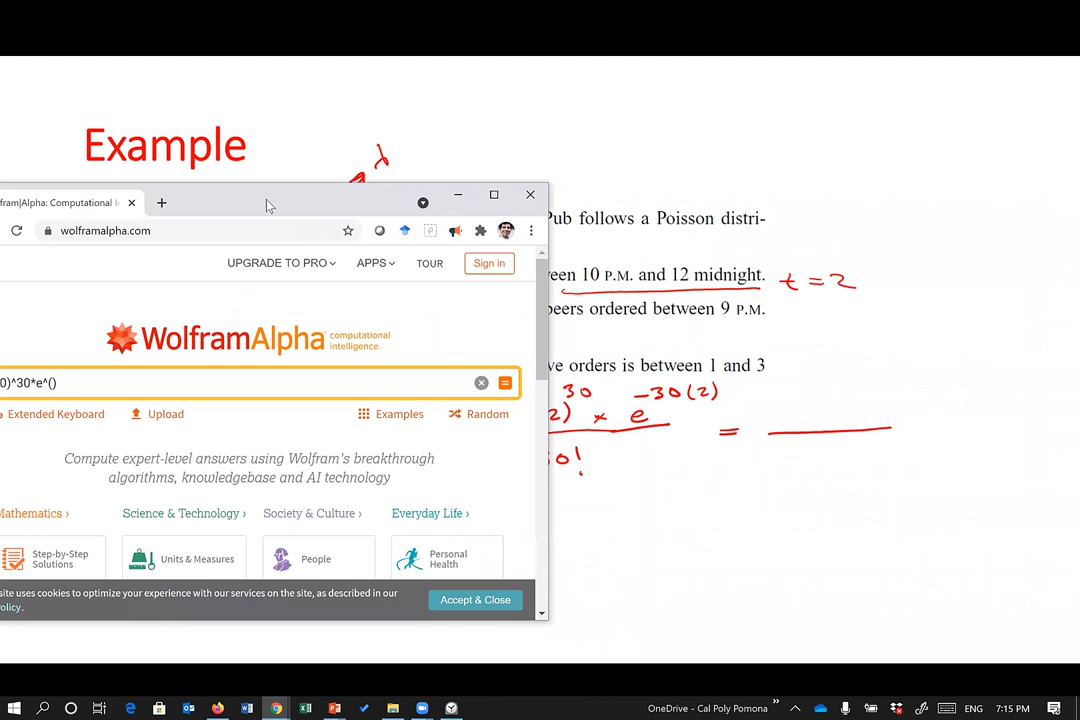 Example
λ
fram|Alpha: Computational I
wolframalpha.com
Pub follows a Poisson distri-
UPGRADE TO PRO APPS TOUR Sign in
een 10 P.M. and 12 midnight. t = 2
beers ordered between 9 P.M.
WolframAlpha computational intelligence.
ve orders is between 1 and 3
0)^30*e^()
2)^30 × e^-30(2) =
0!
Extended Keyboard Upload Examples Random
Compute expert-level answers using Wolfram's breakthrough
algorithms, knowledgebase and AI technology
Mathematics › Science & Technology › Society & Culture › Everyday Life ›
Step-by-Step Solutions Units & Measures People Personal Health
site uses cookies to optimize your experience with our services on the site, as described in our
olicy.
Accept & Close
OneDrive - Cal Poly Pomona » ENG 7:15 PM